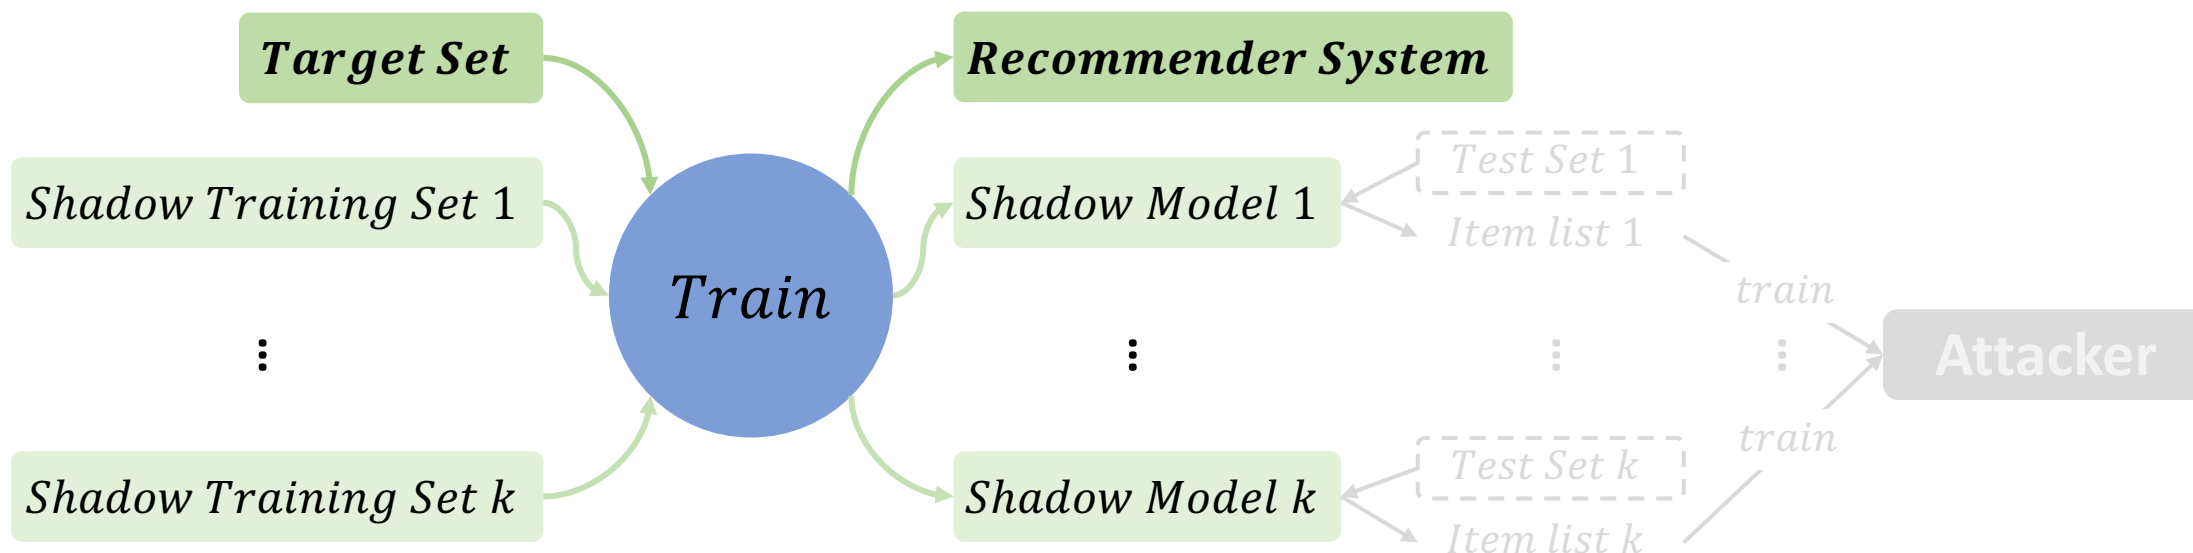 Target Set
Recommender System
Shadow Training Set 1
Shadow Model 1
Test Set 1
Item list 1
Train
train
Attacker
train
Shadow Training Set k
Shadow Model k
Test Set k
Item list k